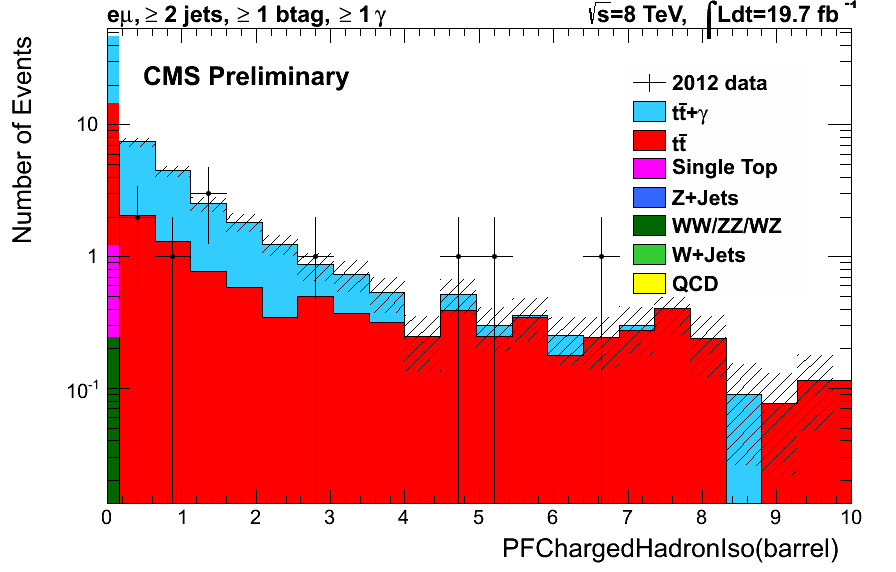 eμ, ≥ 2 jets, ≥ 1 btag, ≥ 1 γ
√s=8 TeV, ∫Ldt=19.7 fb⁻¹
CMS Preliminary
2012 data
tt̄+γ
tt̄
Single Top
Z+Jets
WW/ZZ/WZ
W+Jets
QCD
Number of Events
10
1
10⁻¹
0 1 2 3 4 5 6 7 8 9 10
PFChargedHadronIso(barrel)